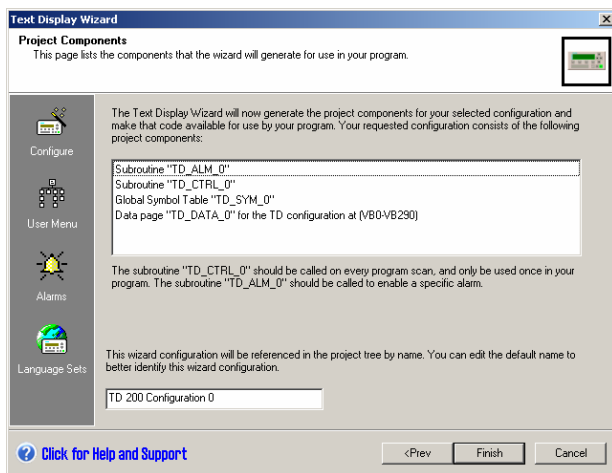 Text Display Wizard
Project Components
This page lists the components that the wizard will generate for use in your program.
Configure
User Menu
Alarms
Language Sets
The Text Display Wizard will now generate the project components for your selected configuration and
make that code available for use by your program. Your requested configuration consists of the following
project components:
Subroutine "TD_ALM_0"
Subroutine "TD_CTRL_0"
Global Symbol Table "TD_SYM_0"
Data page "TD_DATA_0" for the TD configuration at (VB0-VB290)
The subroutine "TD_CTRL_0" should be called on every program scan, and only be used once in your
program. The subroutine "TD_ALM_0" should be called to enable a specific alarm.
This wizard configuration will be referenced in the project tree by name. You can edit the default name to
better identify this wizard configuration.
TD 200 Configuration 0
Click for Help and Support
<Prev
Finish
Cancel